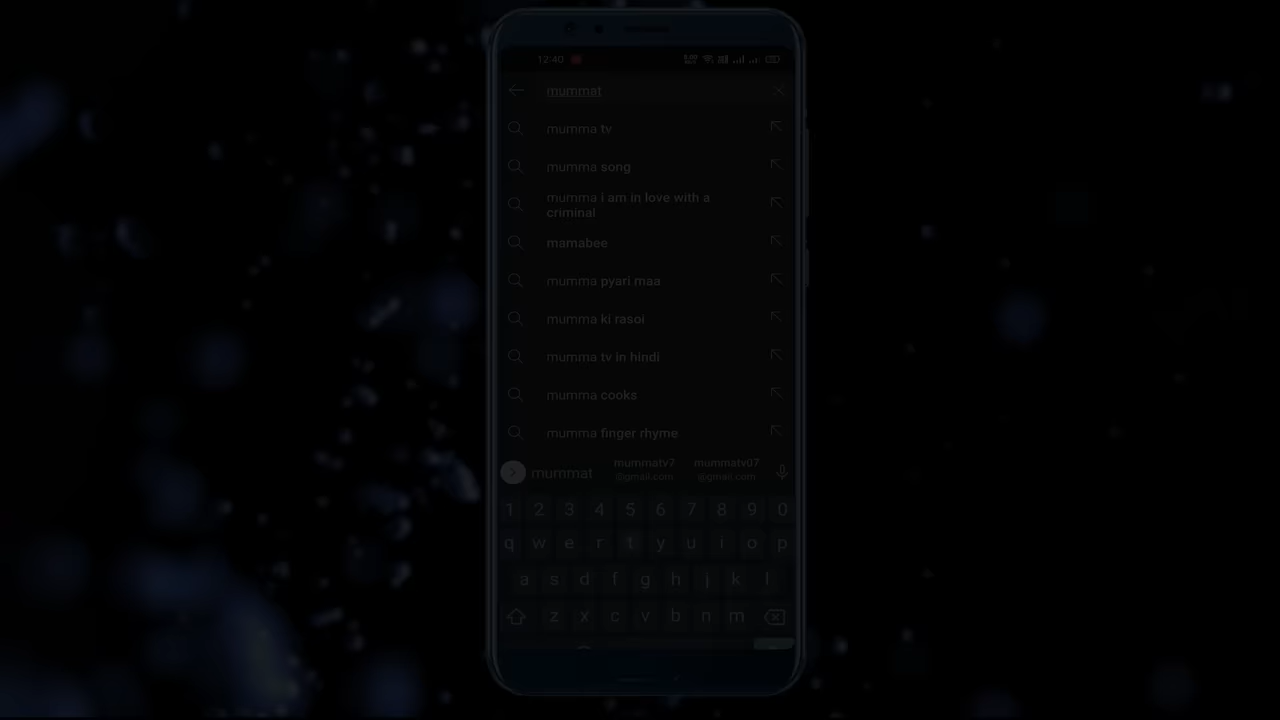 12:40
mummat
mumma tv
mumma song
mumma i am in love with a
criminal
mamabee
mumma pyari maa
mumma ki rasoi
mumma tv in hindi
mumma cooks
mumma finger rhyme
mummat mummatv7 mummatv07
@gmail.com @gmail.com
1 2 3 4 5 6 7 8 9 0
q w e r t y u i o p
a s d f g h j k l
z x c v b n m